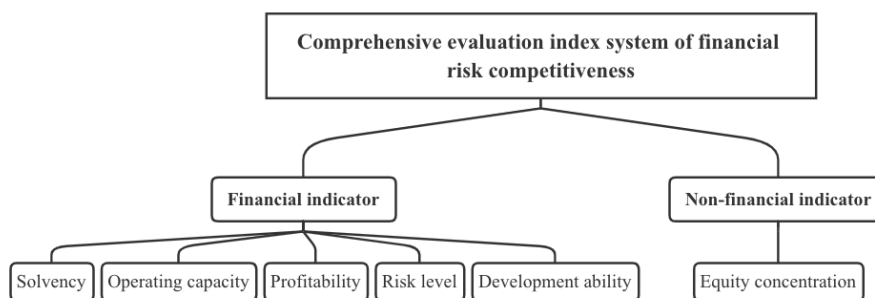 Comprehensive evaluation index system of financial
risk competitiveness
Financial indicator
Non-financial indicator
Solvency
Operating capacity
Profitability
Risk level
Development ability
Equity concentration